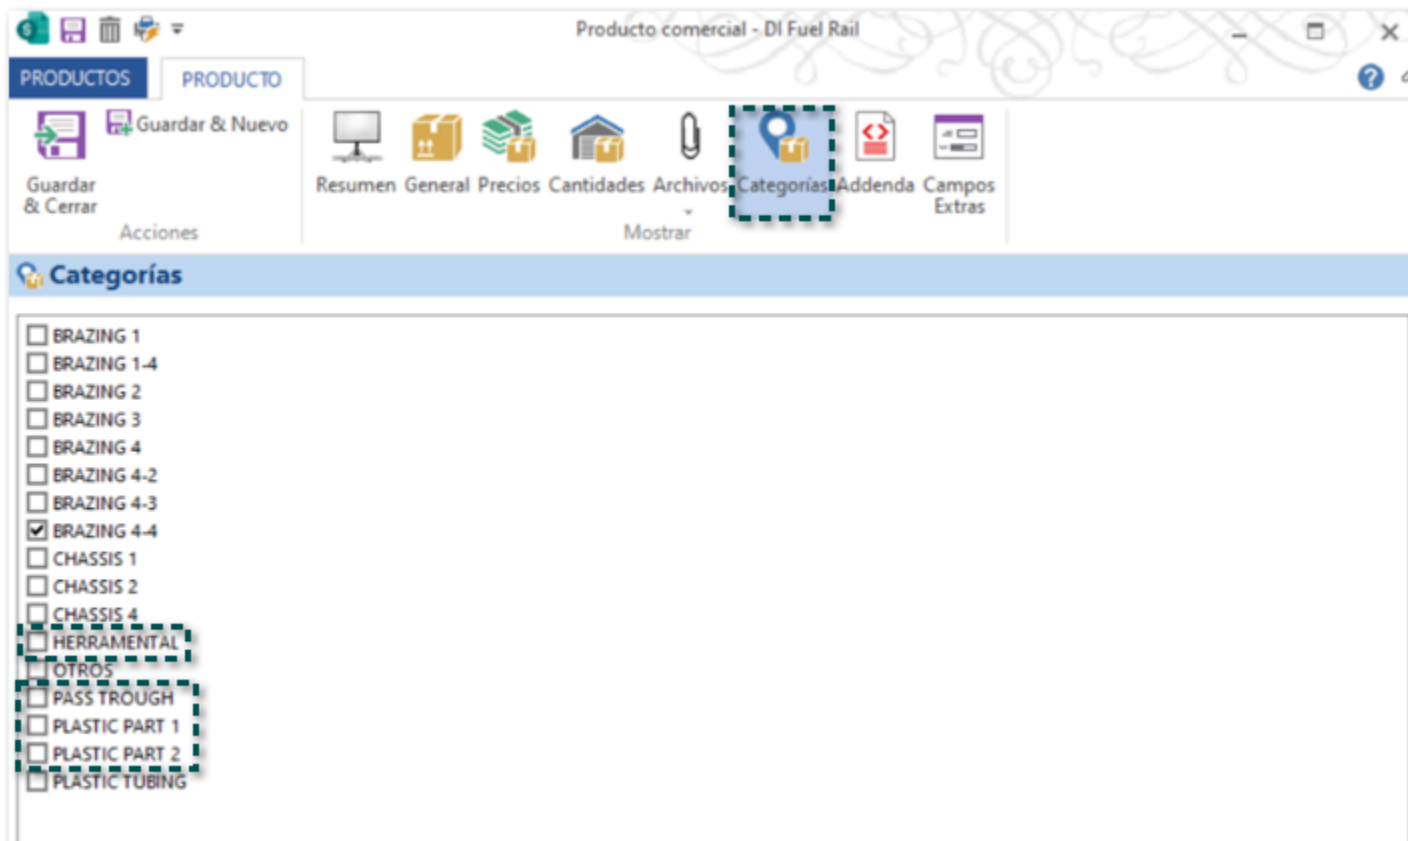 Producto comercial - DI Fuel Rail
PRODUCTOS
PRODUCTO
Guardar & Nuevo
Guardar
& Cerrar
Resumen
General
Precios
Cantidades
Archivos
Categorías
Addenda
Campos
Extras
Acciones
Mostrar
Categorías
BRAZING 1
BRAZING 1-4
BRAZING 2
BRAZING 3
BRAZING 4
BRAZING 4-2
BRAZING 4-3
BRAZING 4-4
CHASSIS 1
CHASSIS 2
CHASSIS 4
HERRAMENTAL
OTROS
PASS TROUGH
PLASTIC PART 1
PLASTIC PART 2
PLASTIC TUBING